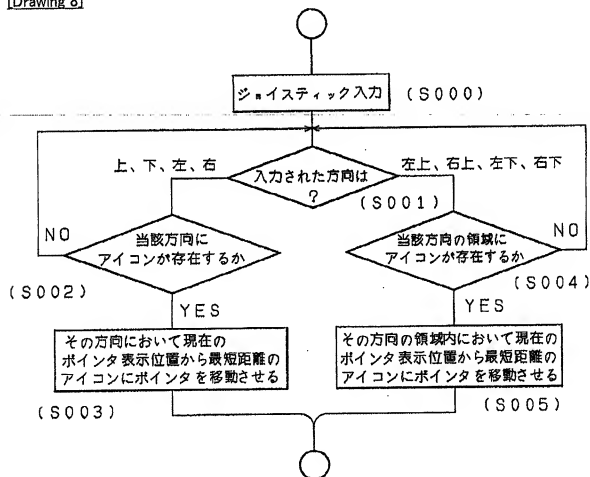 [Drawing 8]
ジョイスティック入力
(S000)
上、下、左、右
入力された方向は
?
左上、右上、左下、右下
(S001)
NO
当該方向に
アイコンが存在するか
(S002)
YES
当該方向の領域に
アイコンが存在するか
NO
(S004)
YES
その方向において現在の
ポインタ表示位置から最短距離の
アイコンにポインタを移動させる
(S003)
その方向の領域内において現在の
ポインタ表示位置から最短距離の
アイコンにポインタを移動させる
(S005)